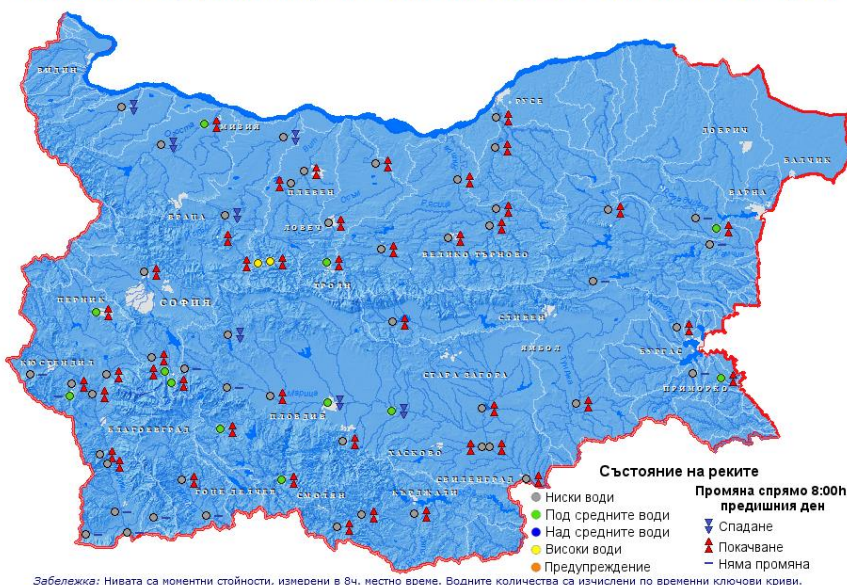 ВИДИН
РУСЕ
МИЗИЯ
ДОБРИЧ
БАЛЧИК
ПЛЕВЕН
ВАРНА
ВРАЦА
ЛОВЕЧ
ВЕЛИКО ТЪРНОВО
ТРОЯН
СОФИЯ
ПЕРНИК
СЛИВЕН
ЯМБОЛ
БУРГАС
КЮСТЕНДИЛ
СТАРА ЗАГОРА
ПРИМОРКО
Марица
ПЛОВДИВ
БЛАГОЕВГРАД
ХАСКОВО
СВИЛЕНГРАД
ГОЦЕ ДЕЛЧЕВ
СМОЛЯН
КЪРДЖАЛИ
Състояние на реките
Ниски води
Под средните води
Над средните води
Високи води
Предупреждение
Промяна спрямо 8:00h
предишния ден
Спадане
Покачване
Няма промяна
Забележка: Нивата са моментни стойности, измерени в 8ч. местно време. Водните количества са изчислени по временни ключови криви.